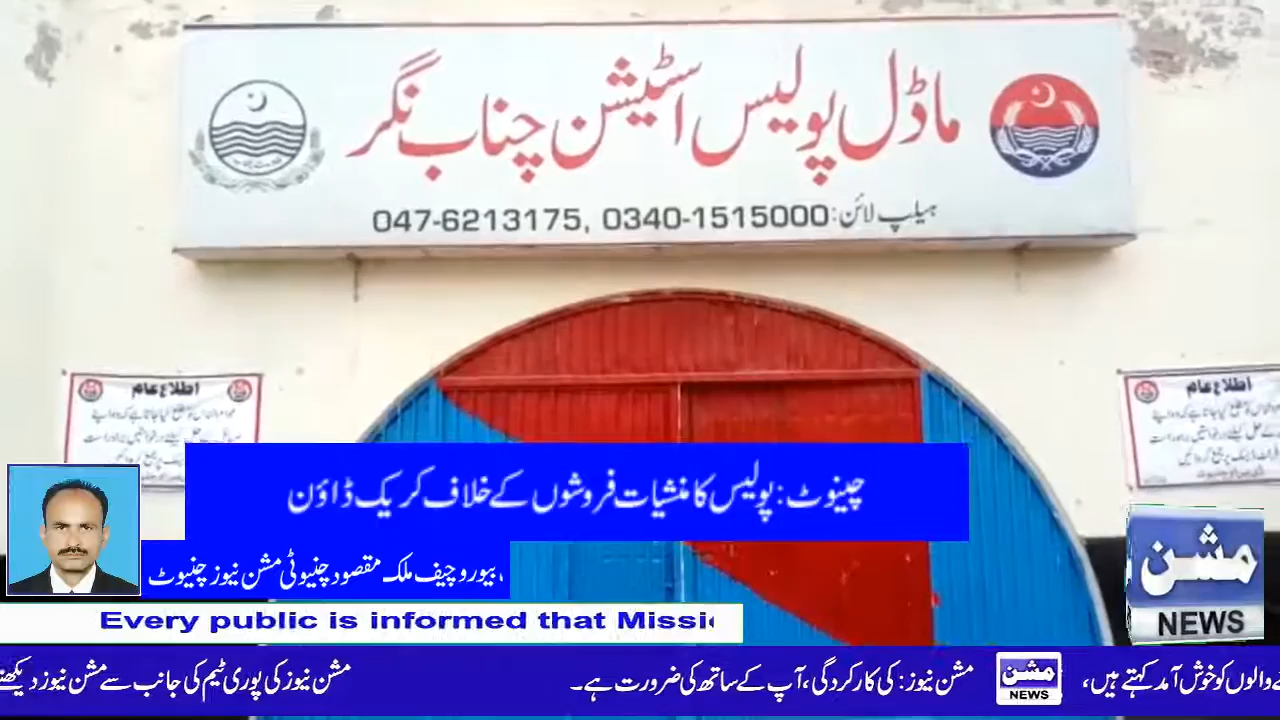 ماڈل پولیس اسٹیشن چناب نگر
ہیلپ لائن: 047-6213175, 0340-1515000
اطلاع عام
اطلاع عام
چینوٹ: پولیس کا منشیات فروشوں کے خلاف کریک ڈاؤن
، بیورو چیف ملک مقصود چنیوٹی مشن نیوز چنیوٹ
مشن
NEWS
Every public is informed that Missi
والوں کو خوش آمدکہتے ہیں،
مشن
NEWS
مشن نیوز: کی کارکردگی، آپ کے ساتھ کی ضرورت ہے۔
مشن نیوز کی پوری ٹیم کی جانب سے مشن نیوز دیکھنے